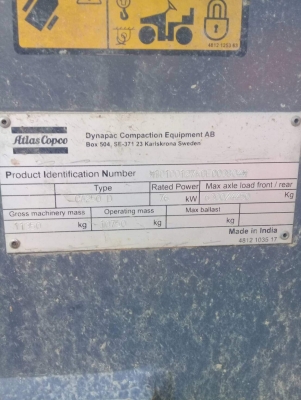 4812 1253 63
Atlas Copco
Dynapac Compaction Equipment AB
Box 504, SE-371 23 Karlskrona Sweden
Product Identification Number
Type Rated Power Max axle load front / rear
kW
Gross machinery mass Operating mass Max ballast
kg kg kg
Made in India
4812 1035 17